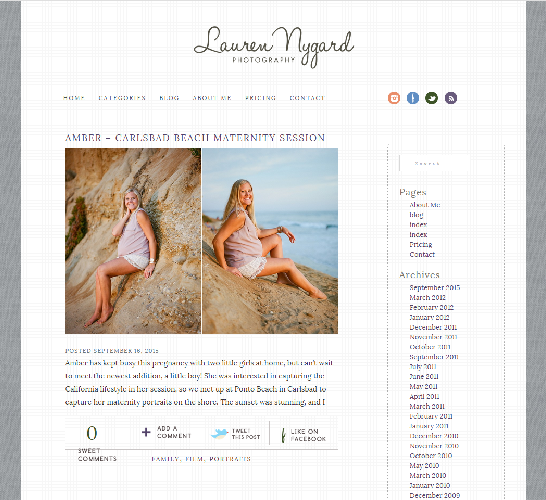 Lauren Nygard
PHOTOGRAPHY
HOME CATEGORIES BLOG ABOUT ME PRICING CONTACT
AMBER – CARLSBAD BEACH MATERNITY SESSION
POSTED SEPTEMBER 16, 2015
Amber has kept busy this pregnancy with two little girls at home, but can't wait
to meet the newest addition, a little boy! She was interested in capturing the
California lifestyle in her session, so we met up at Ponto Beach in Carlsbad to
capture her maternity portraits on the shore. The sunset was stunning, and I
0
SWEET
COMMENTS
ADD A
COMMENT
TWEET
THIS POST
LIKE ON
FACEBOOK
FAMILY, FILM, PORTRAITS
Search
Pages
About Me
blog
index
index
Pricing
Contact
Archives
September 2015
March 2012
February 2012
January 2012
December 2011
November 2011
October 2011
September 2011
July 2011
June 2011
May 2011
April 2011
March 2011
February 2011
January 2011
December 2010
November 2010
October 2010
May 2010
March 2010
January 2010
December 2009